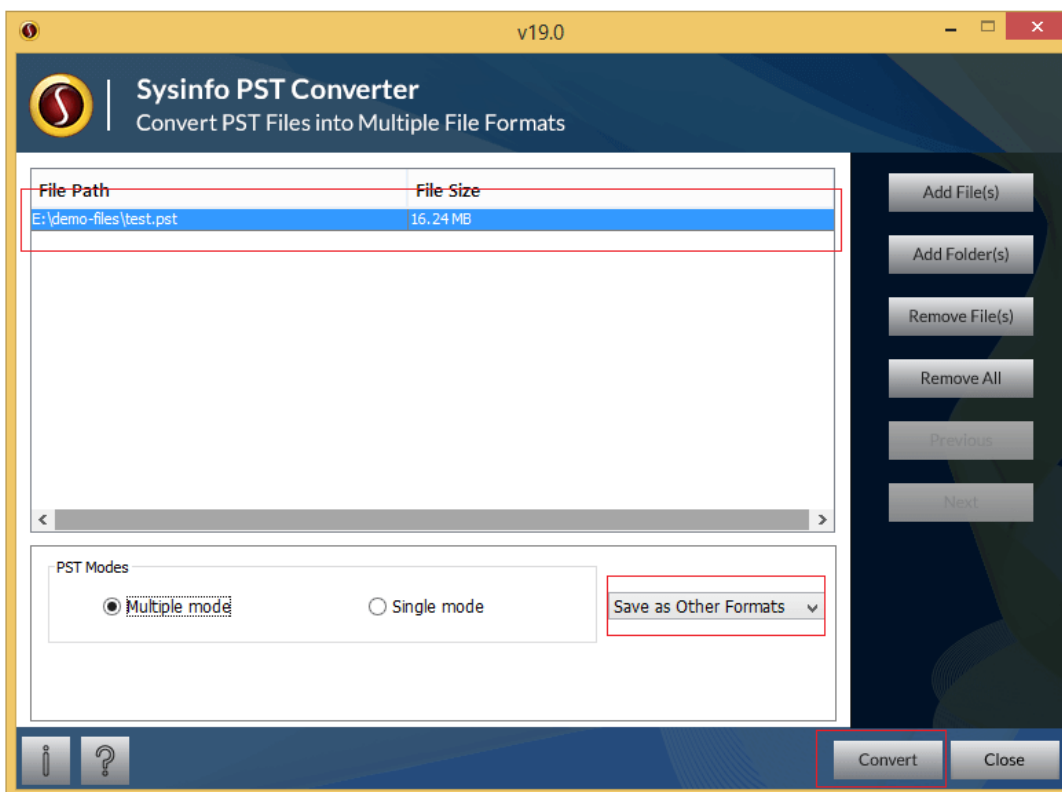 v19.0
Sysinfo PST Converter
Convert PST Files into Multiple File Formats
File Path File Size
E:\demo-files\test.pst 16.24 MB
Add File(s)
Add Folder(s)
Remove File(s)
Remove All
Previous
Next
PST Modes
Multiple mode Single mode Save as Other Formats
Convert Close